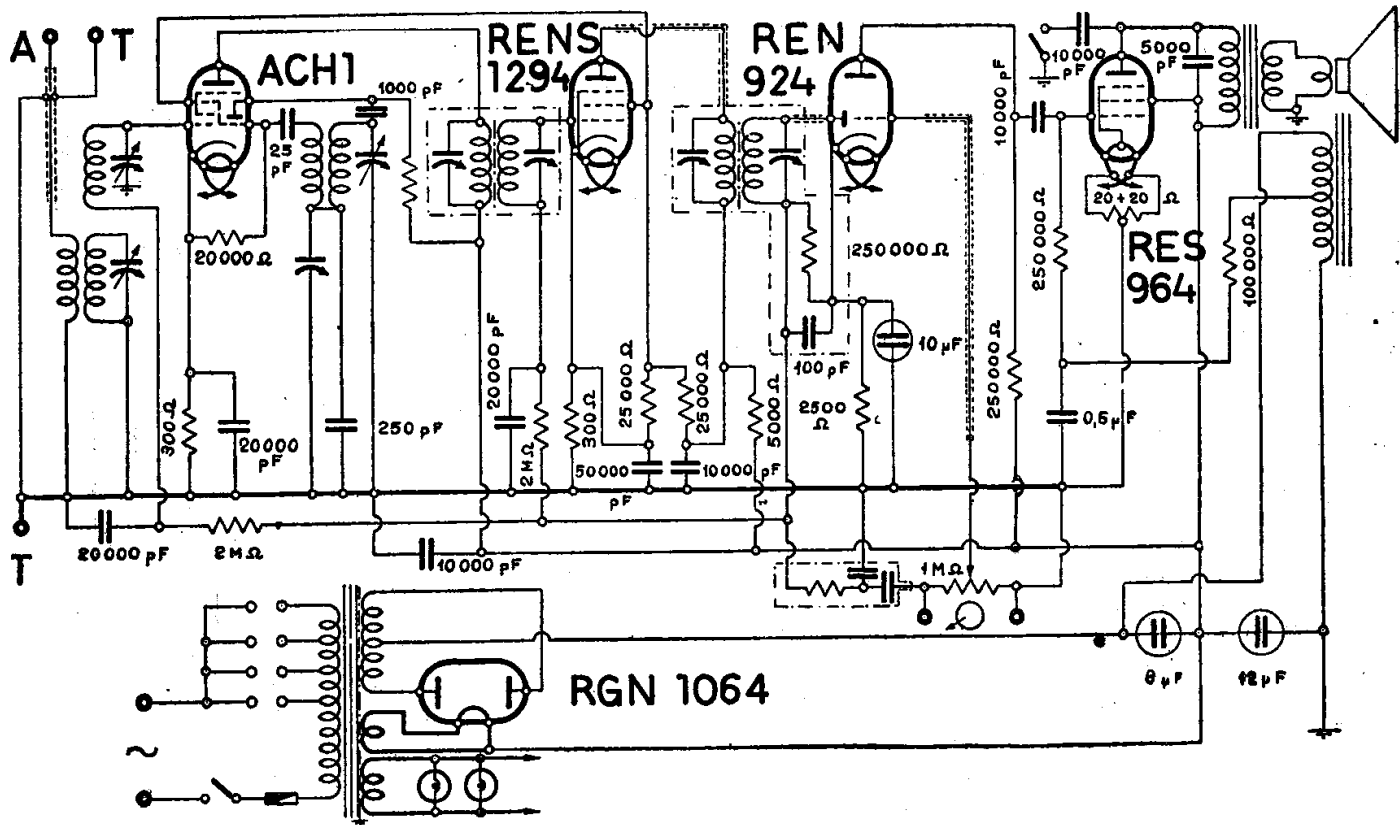 A T
ACH1
RENS
1294
REN
924
1000 pF
25
pF
10000
pF
5000
pF
10000 pF
20+20 Ω
RES
964
20000 Ω
250000 Ω
250000 Ω
100000 Ω
10 µF
100 pF
20000 pF
300 Ω
25000 Ω
25000 Ω
5000 Ω
2500
Ω
250000 Ω
0,5 µF
300 Ω
20000
pF
250 pF
2 MΩ
50000
pF
10000 pF
T
20000 pF
2 MΩ
10000 pF
1 MΩ
RGN 1064
8 µF
12 µF
~